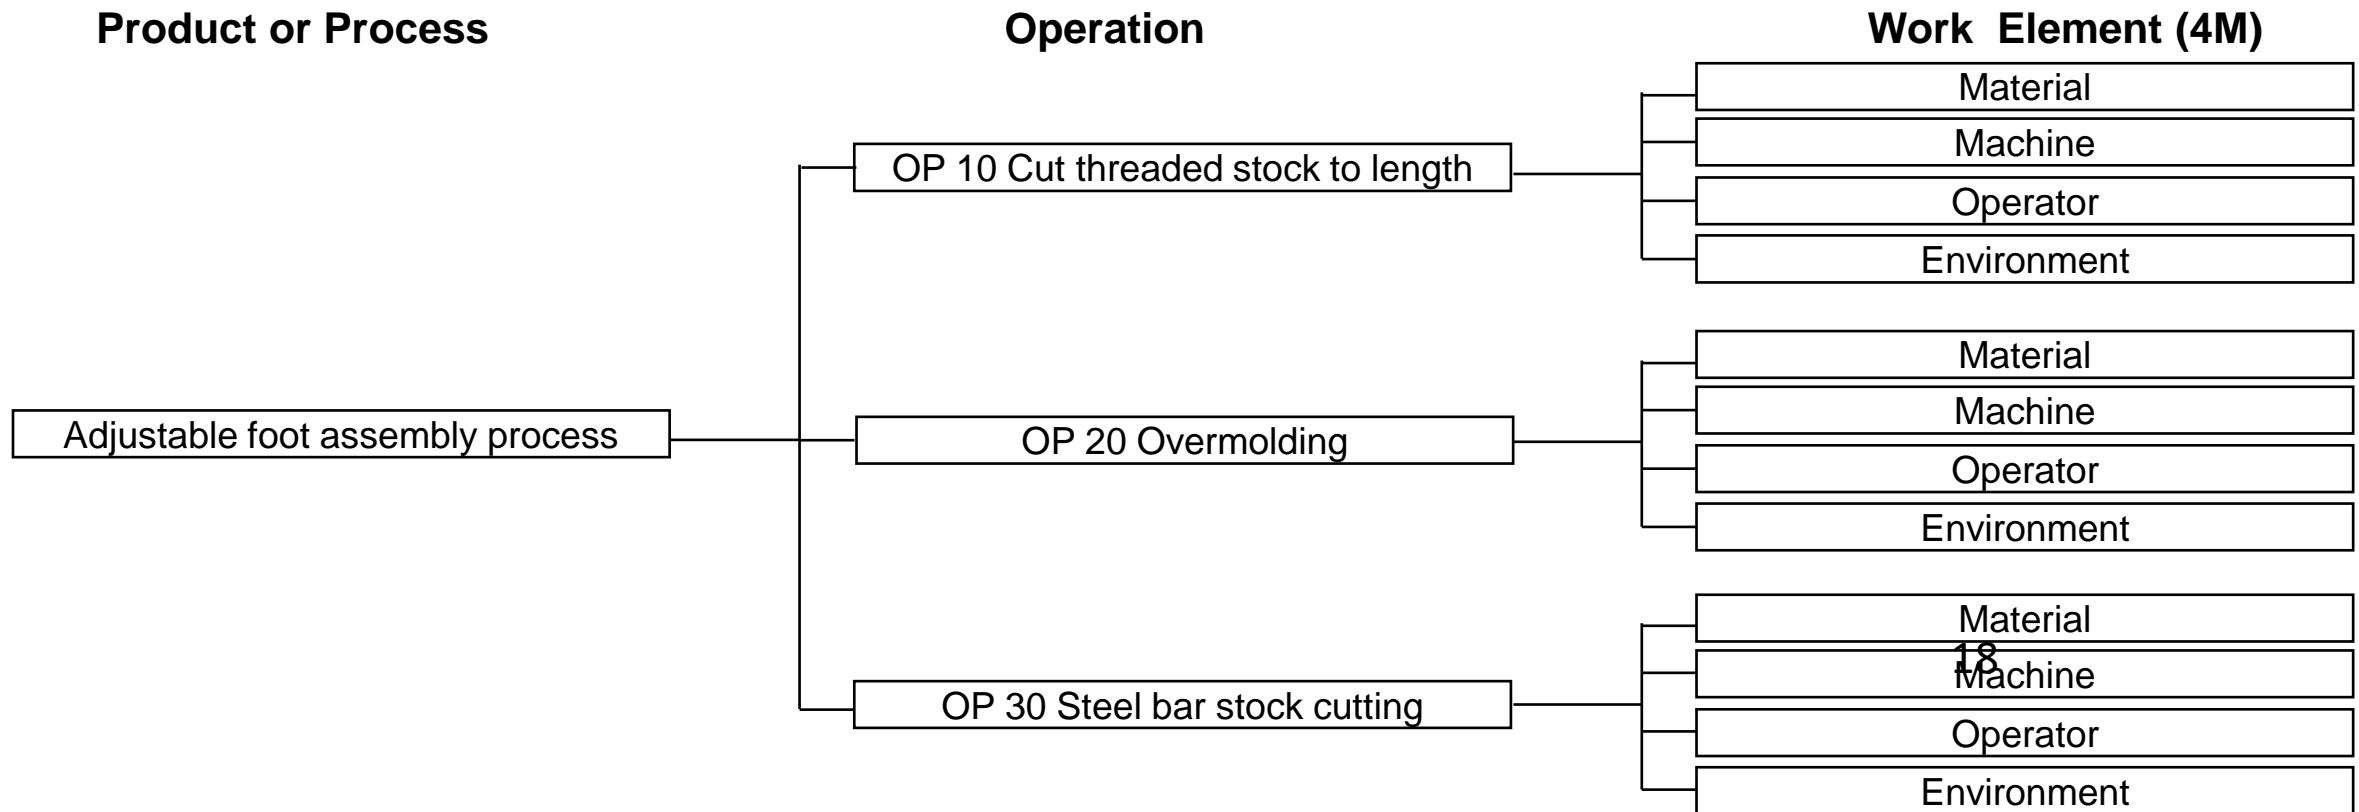 Product or Process
Operation
Work Element (4M)
Adjustable foot assembly process
OP 10 Cut threaded stock to length
Material
Machine
Operator
Environment
OP 20 Overmolding
Material
Machine
Operator
Environment
OP 30 Steel bar stock cutting
Material
18
Machine
Operator
Environment